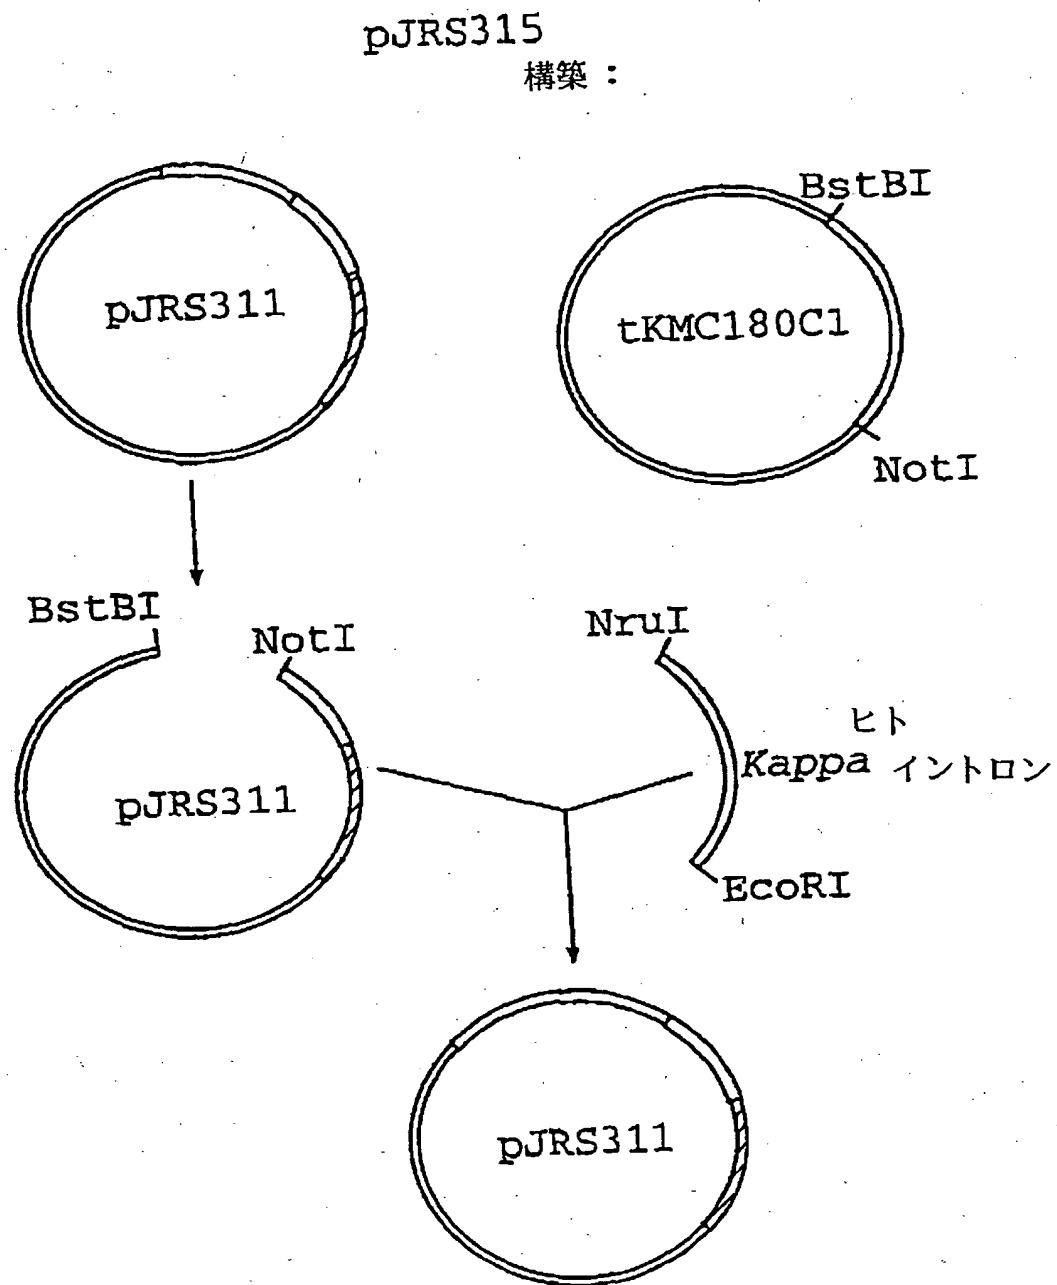 pJRS315
構築：
BstBI
pJRS311
tKMC180C1
NotI
BstBI
NotI
NruI
pJRS311
ヒト
Kappa イントロン
EcoRI
pJRS311